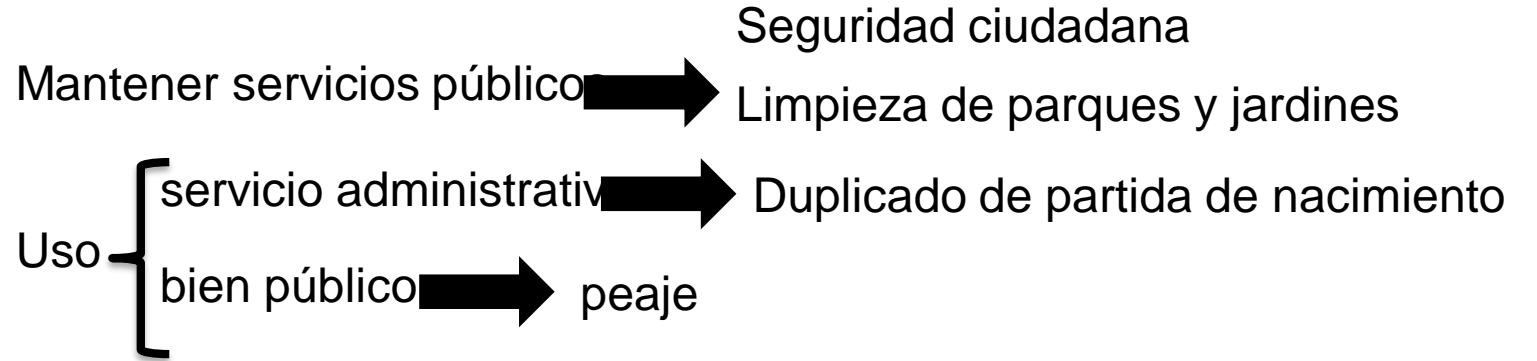 Seguridad ciudadana
Mantener servicios público
Limpieza de parques y jardines
servicio administrativ
Duplicado de partida de nacimiento
Uso
bien público
peaje